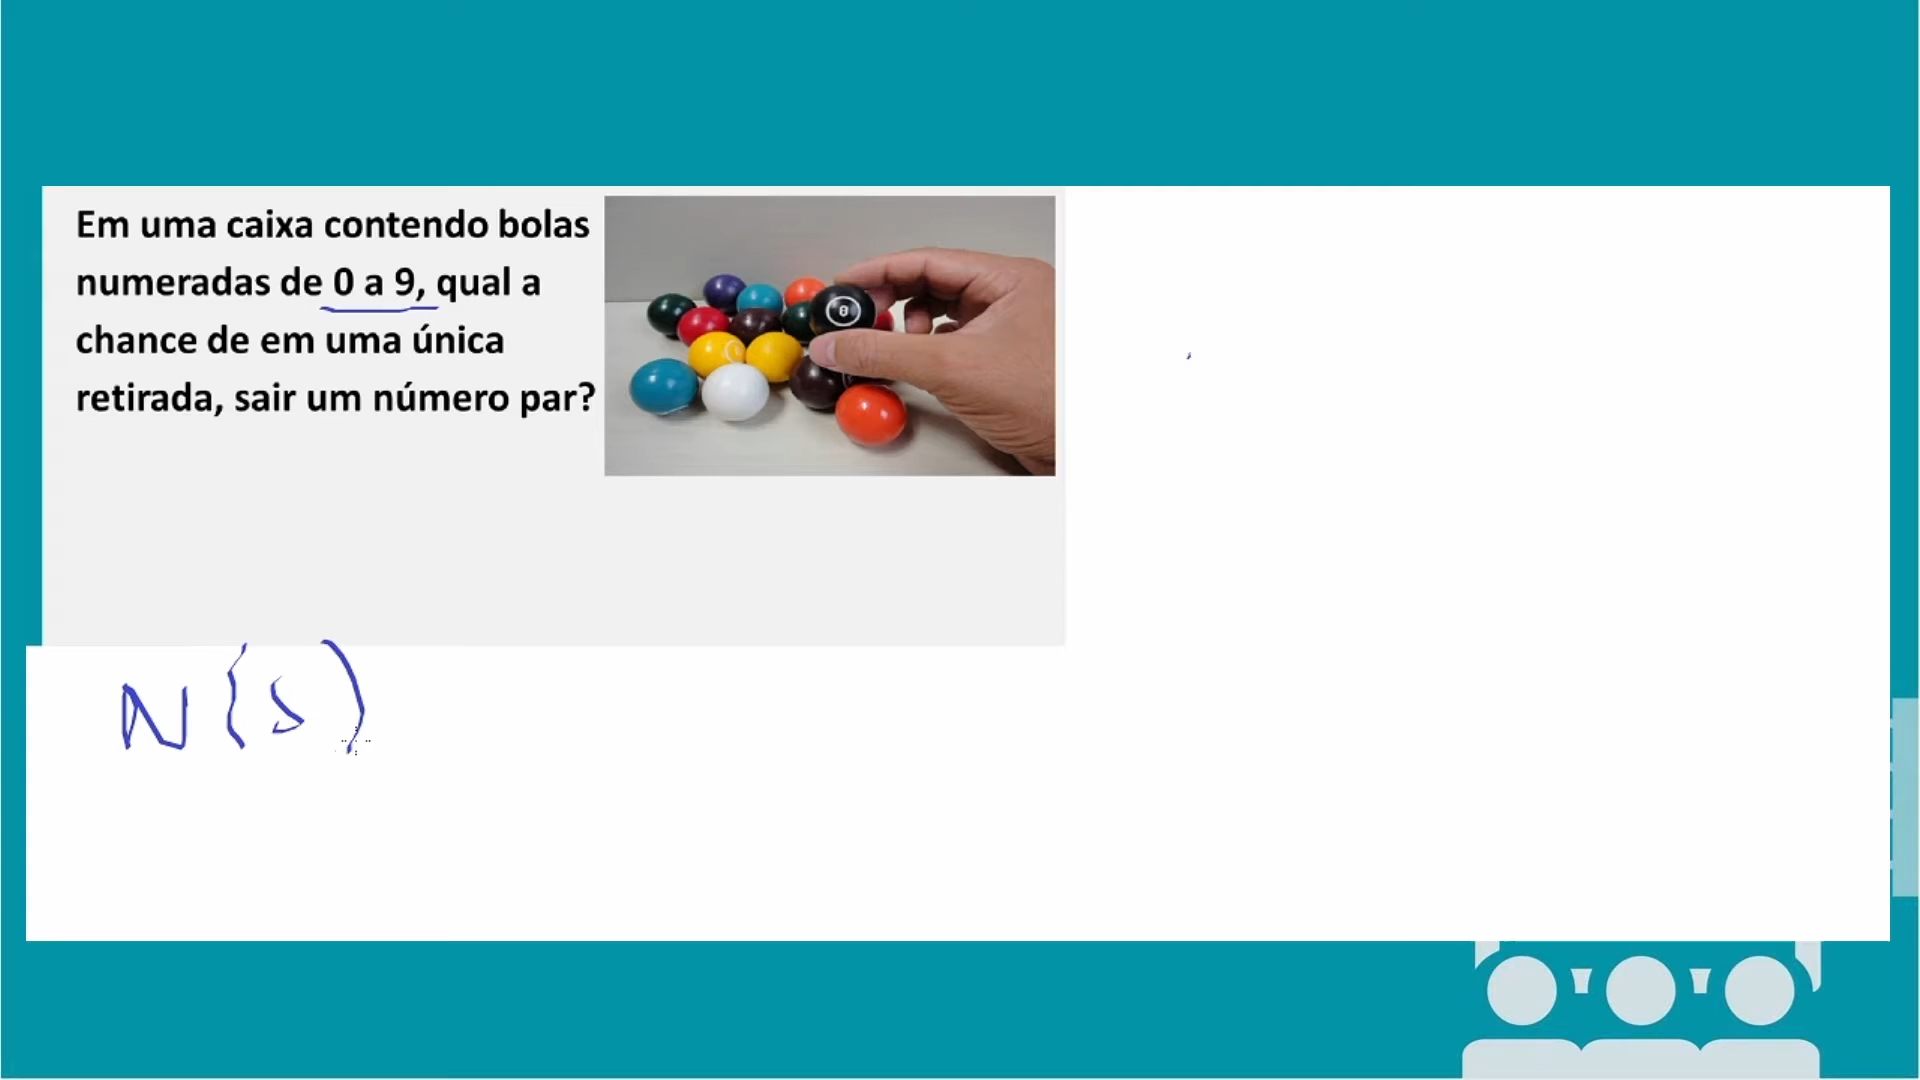 Em uma caixa contendo bolas
numeradas de 0 a 9, qual a
chance de em uma única
retirada, sair um número par?
8
N(s)